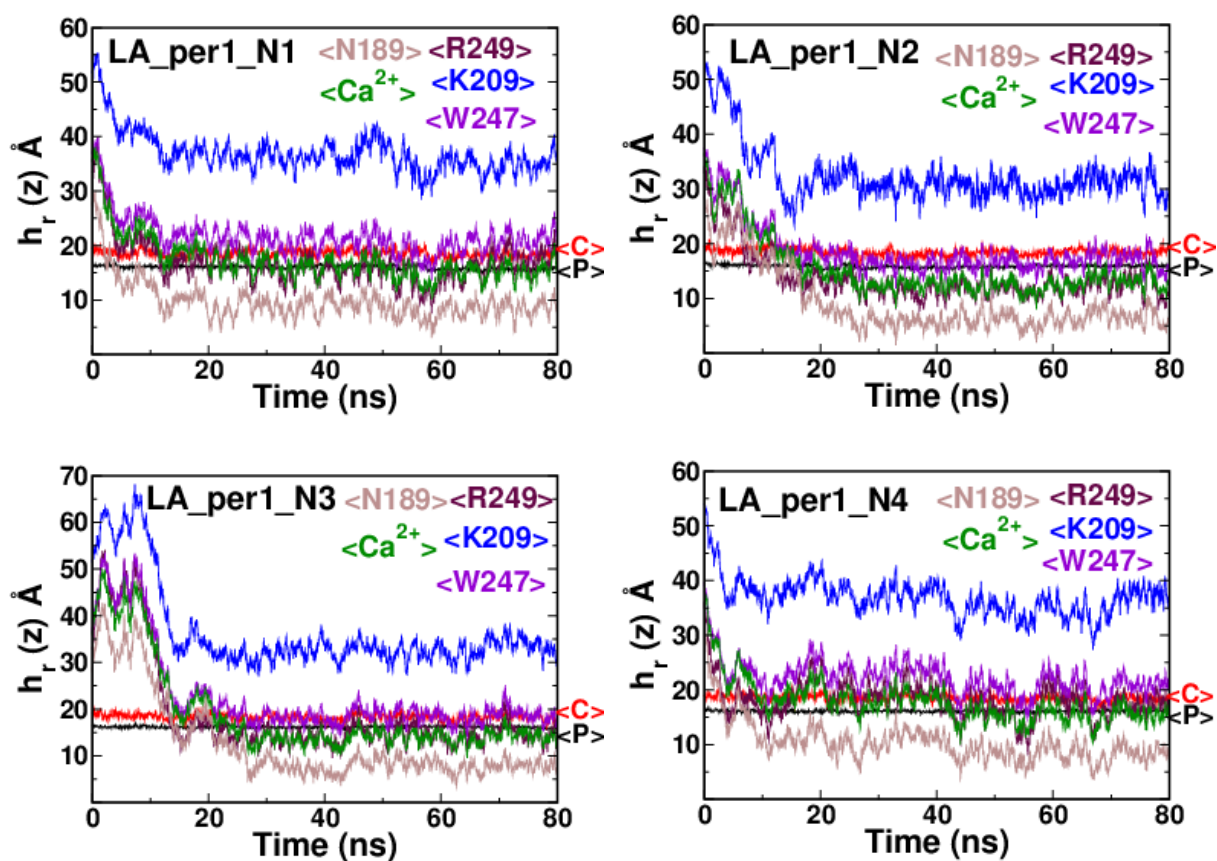 60
50
40
30
20
10
h_r (z) Å
LA_per1_N1
<N189>
<R249>
<Ca²⁺>
<K209>
<W247>
<C>
<P>
0
20
40
60
80
Time (ns)
60
50
40
30
20
10
h_r (z) Å
LA_per1_N2
<N189>
<R249>
<Ca²⁺>
<K209>
<W247>
<C>
<P>
0
20
40
60
80
Time (ns)
70
60
50
40
30
20
10
h_r (z) Å
LA_per1_N3
<N189>
<R249>
<Ca²⁺>
<K209>
<W247>
<C>
<P>
0
20
40
60
80
Time (ns)
60
50
40
30
20
10
h_r (z) Å
LA_per1_N4
<N189>
<R249>
<Ca²⁺>
<K209>
<W247>
<C>
<P>
0
20
40
60
80
Time (ns)